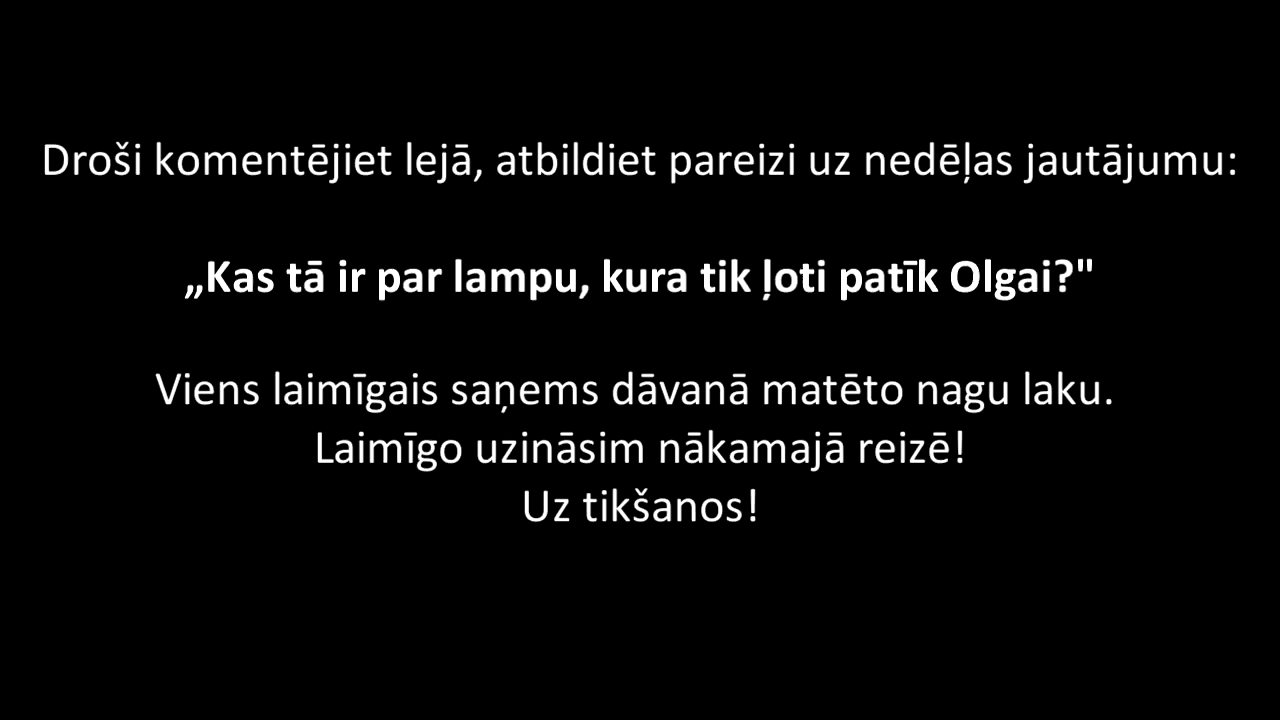 Droši komentējiet lejā, atbildiet pareizi uz nedēļas jautājumu:
„Kas tā ir par lampu, kura tik ļoti patīk Olgai?"
Viens laimīgais saņems dāvanā matēto nagu laku.
Laimīgo uzināsim nākamajā reizē!
Uz tikšanos!